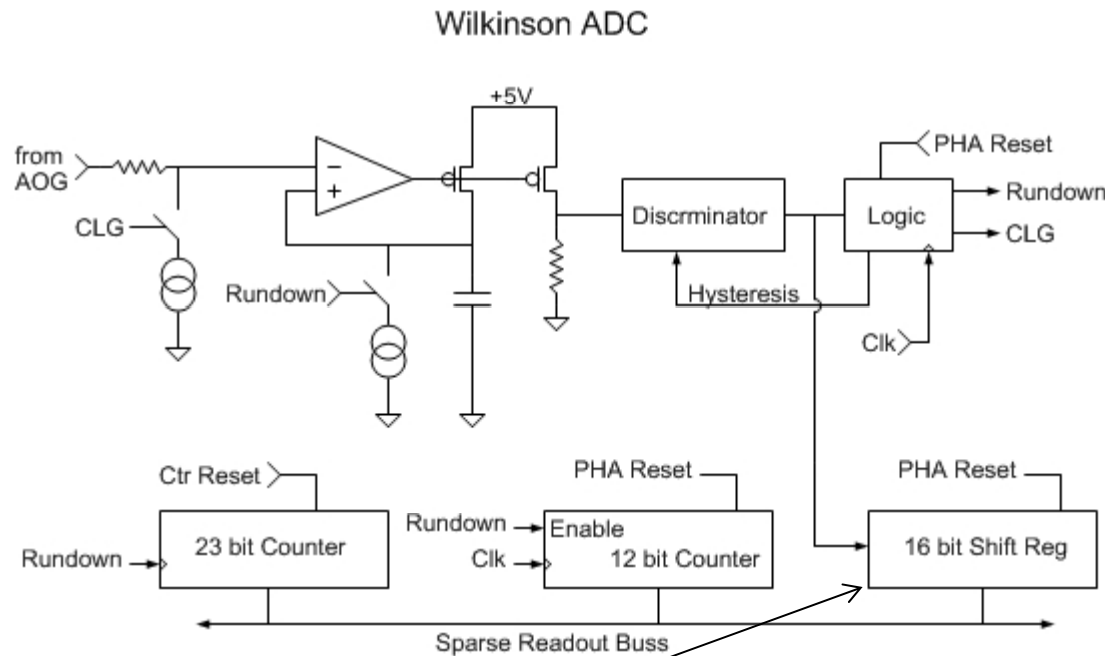 Wilkinson ADC
+5V
from
AOG
CLG
−
+
Rundown
Discrminator
Hysteresis
PHA Reset
Logic
Rundown
CLG
Clk
Ctr Reset
23 bit Counter
Rundown
PHA Reset
Rundown
Clk
Enable
12 bit Counter
PHA Reset
16 bit Shift Reg
Sparse Readout Buss